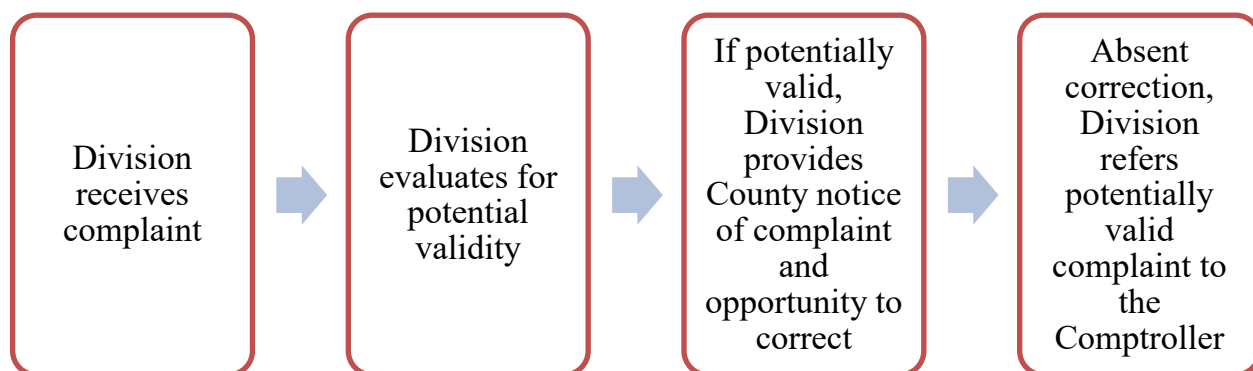 Division
receives
complaint
Division
evaluates for
potential
validity
If potentially
valid,
Division
provides
County notice
of complaint
and
opportunity to
correct
Absent
correction,
Division
refers
potentially
valid
complaint to
the
Comptroller